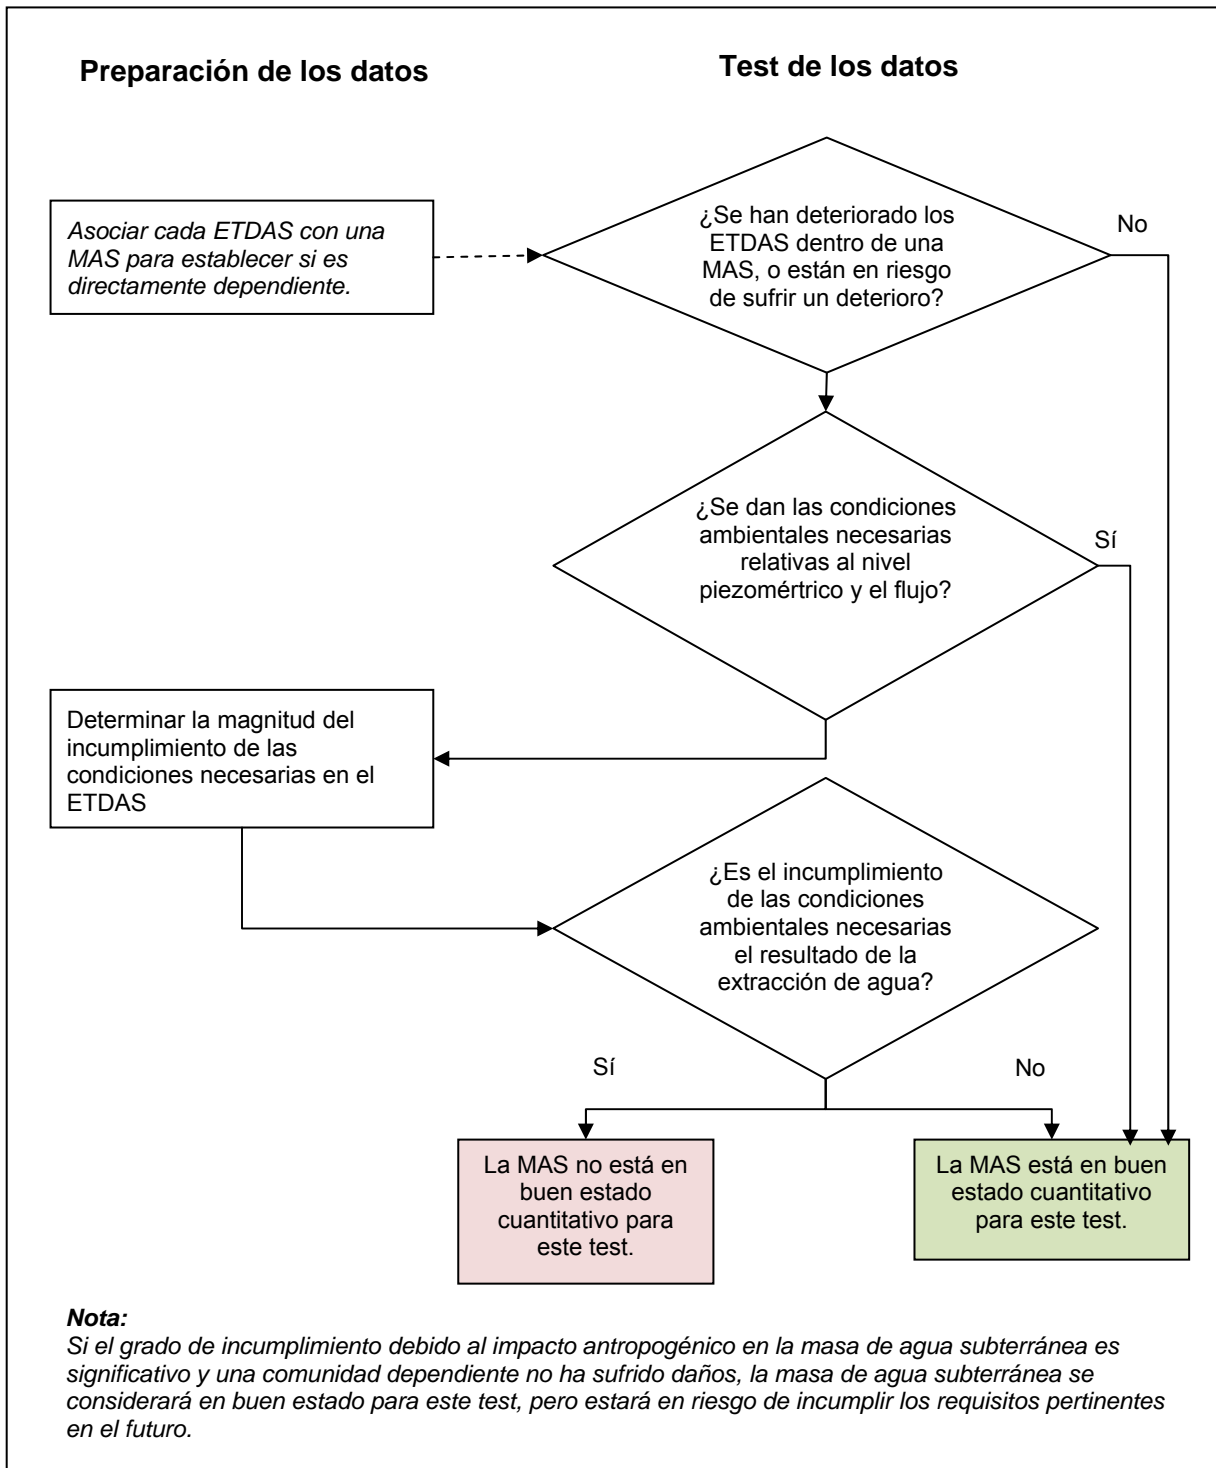 Preparación de los datos
Test de los datos
Asociar cada ETDAS con una
MAS para establecer si es
directamente dependiente.
¿Se han deteriorado los
ETDAS dentro de una
MAS, o están en riesgo
de sufrir un deterioro?
No
¿Se dan las condiciones
ambientales necesarias
relativas al nivel
piezomértrico y el flujo?
Sí
Determinar la magnitud del
incumplimiento de las
condiciones necesarias en el
ETDAS
¿Es el incumplimiento
de las condiciones
ambientales necesarias
el resultado de la
extracción de agua?
Sí
No
La MAS no está en
buen estado
cuantitativo para
este test.
La MAS está en buen
estado cuantitativo
para este test.
Nota:
Si el grado de incumplimiento debido al impacto antropogénico en la masa de agua subterránea es
significativo y una comunidad dependiente no ha sufrido daños, la masa de agua subterránea se
considerará en buen estado para este test, pero estará en riesgo de incumplir los requisitos pertinentes
en el futuro.